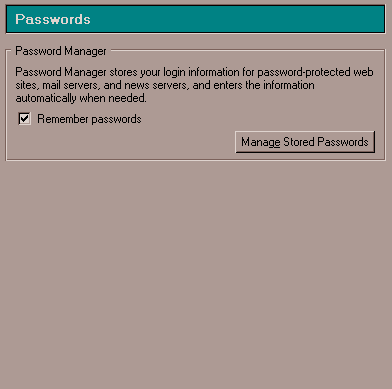 Passwords
Password Manager
Password Manager stores your login information for password-protected web
sites, mail servers, and news servers, and enters the information
automatically when needed.
Remember passwords
Manage Stored Passwords